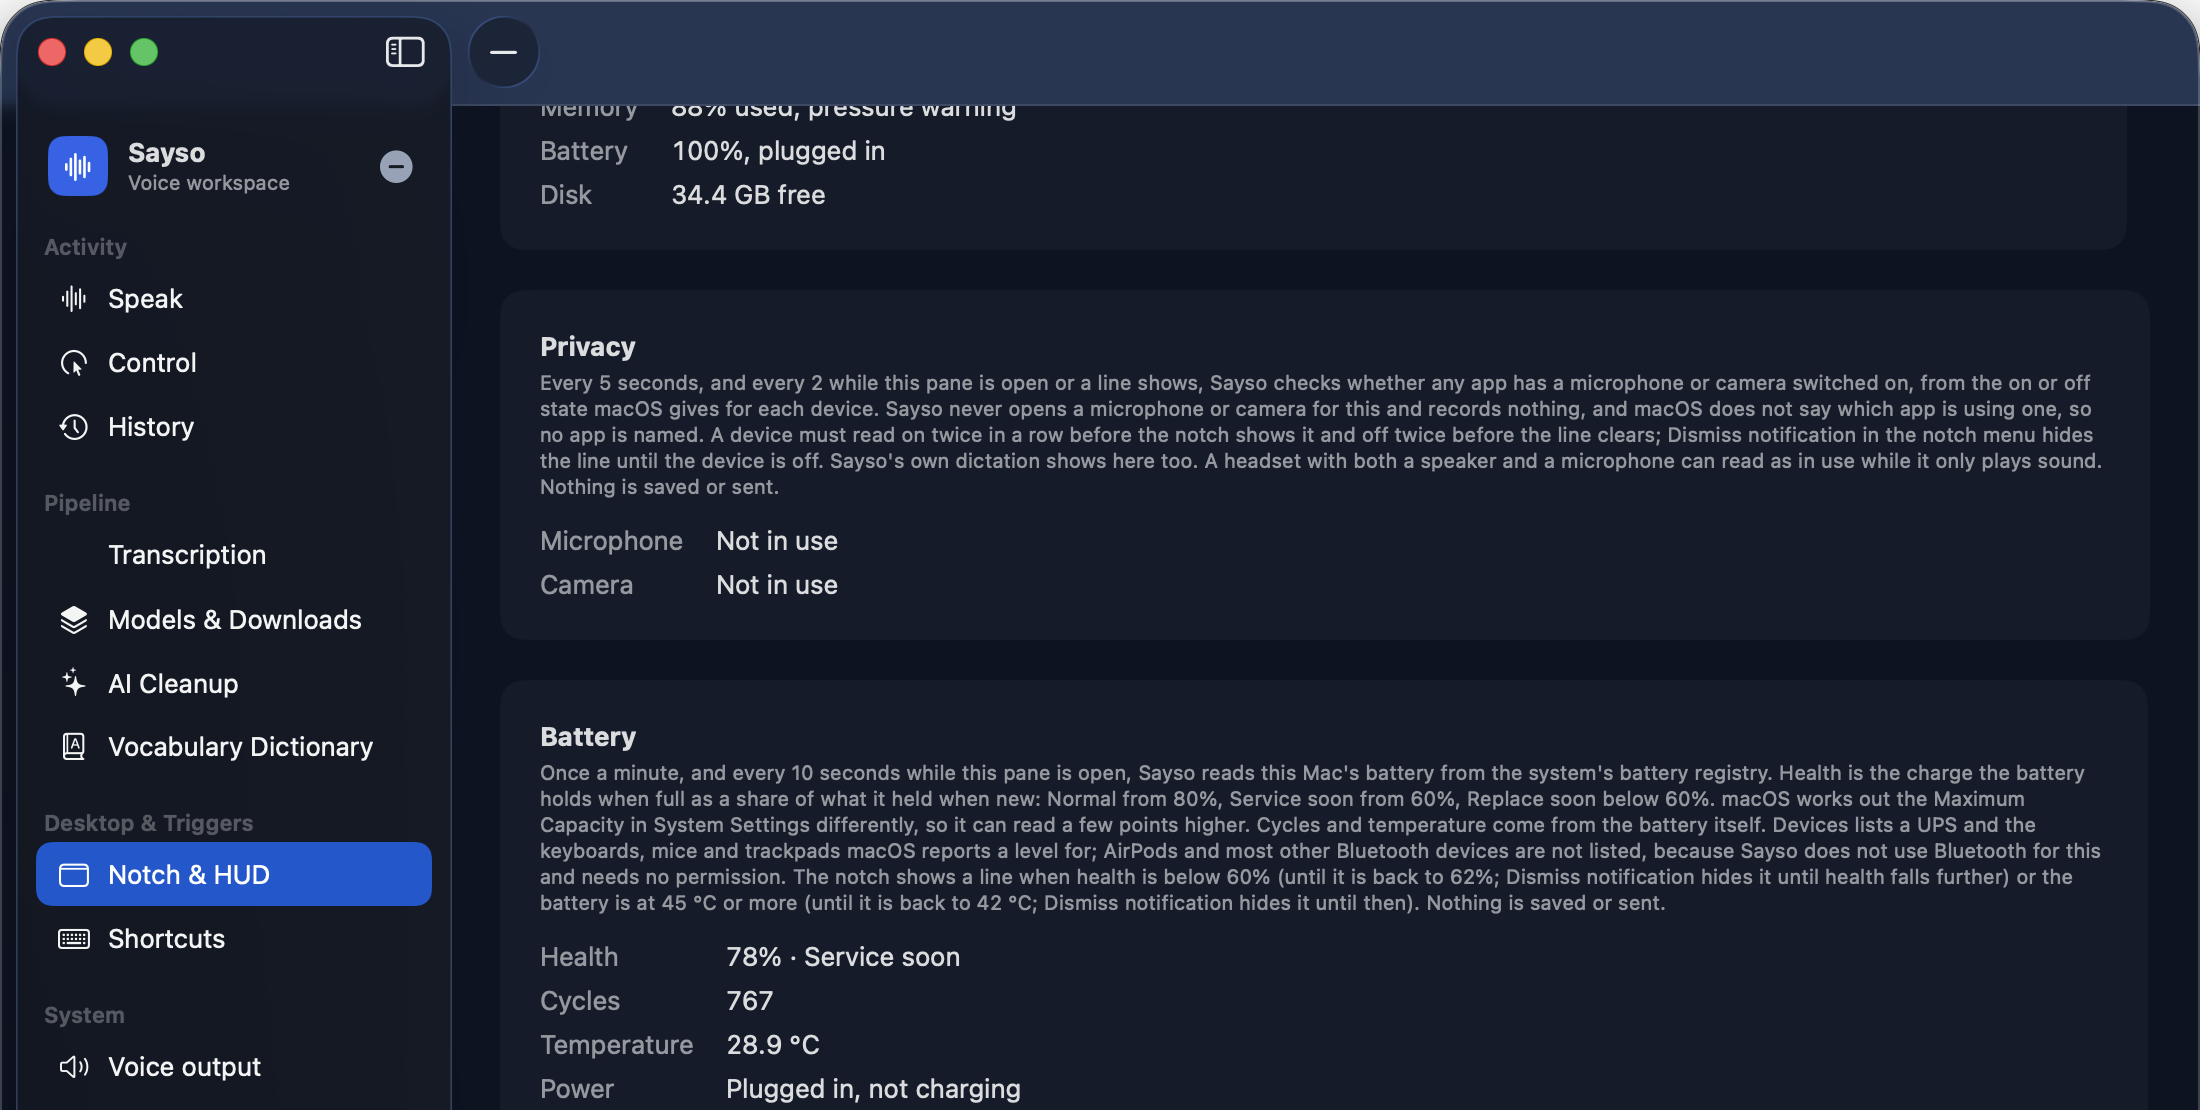 Sayso
Voice workspace
Activity
Speak
Control
History
Pipeline
Transcription
Models & Downloads
AI Cleanup
Vocabulary Dictionary
Desktop & Triggers
Notch & HUD
Shortcuts
System
Voice output
Memory 88% used, pressure warning
Battery 100%, plugged in
Disk 34.4 GB free
Privacy
Every 5 seconds, and every 2 while this pane is open or a line shows, Sayso checks whether any app has a microphone or camera switched on, from the on or off
state macOS gives for each device. Sayso never opens a microphone or camera for this and records nothing, and macOS does not say which app is using one, so
no app is named. A device must read on twice in a row before the notch shows it and off twice before the line clears; Dismiss notification in the notch menu hides
the line until the device is off. Sayso's own dictation shows here too. A headset with both a speaker and a microphone can read as in use while it only plays sound.
Nothing is saved or sent.
Microphone Not in use
Camera Not in use
Battery
Once a minute, and every 10 seconds while this pane is open, Sayso reads this Mac's battery from the system's battery registry. Health is the charge the battery
holds when full as a share of what it held when new: Normal from 80%, Service soon from 60%, Replace soon below 60%. macOS works out the Maximum
Capacity in System Settings differently, so it can read a few points higher. Cycles and temperature come from the battery itself. Devices lists a UPS and the
keyboards, mice and trackpads macOS reports a level for; AirPods and most other Bluetooth devices are not listed, because Sayso does not use Bluetooth for this
and needs no permission. The notch shows a line when health is below 60% (until it is back to 62%; Dismiss notification hides it until health falls further) or the
battery is at 45 °C or more (until it is back to 42 °C; Dismiss notification hides it until then). Nothing is saved or sent.
Health 78% · Service soon
Cycles 767
Temperature 28.9 °C
Power Plugged in, not charging